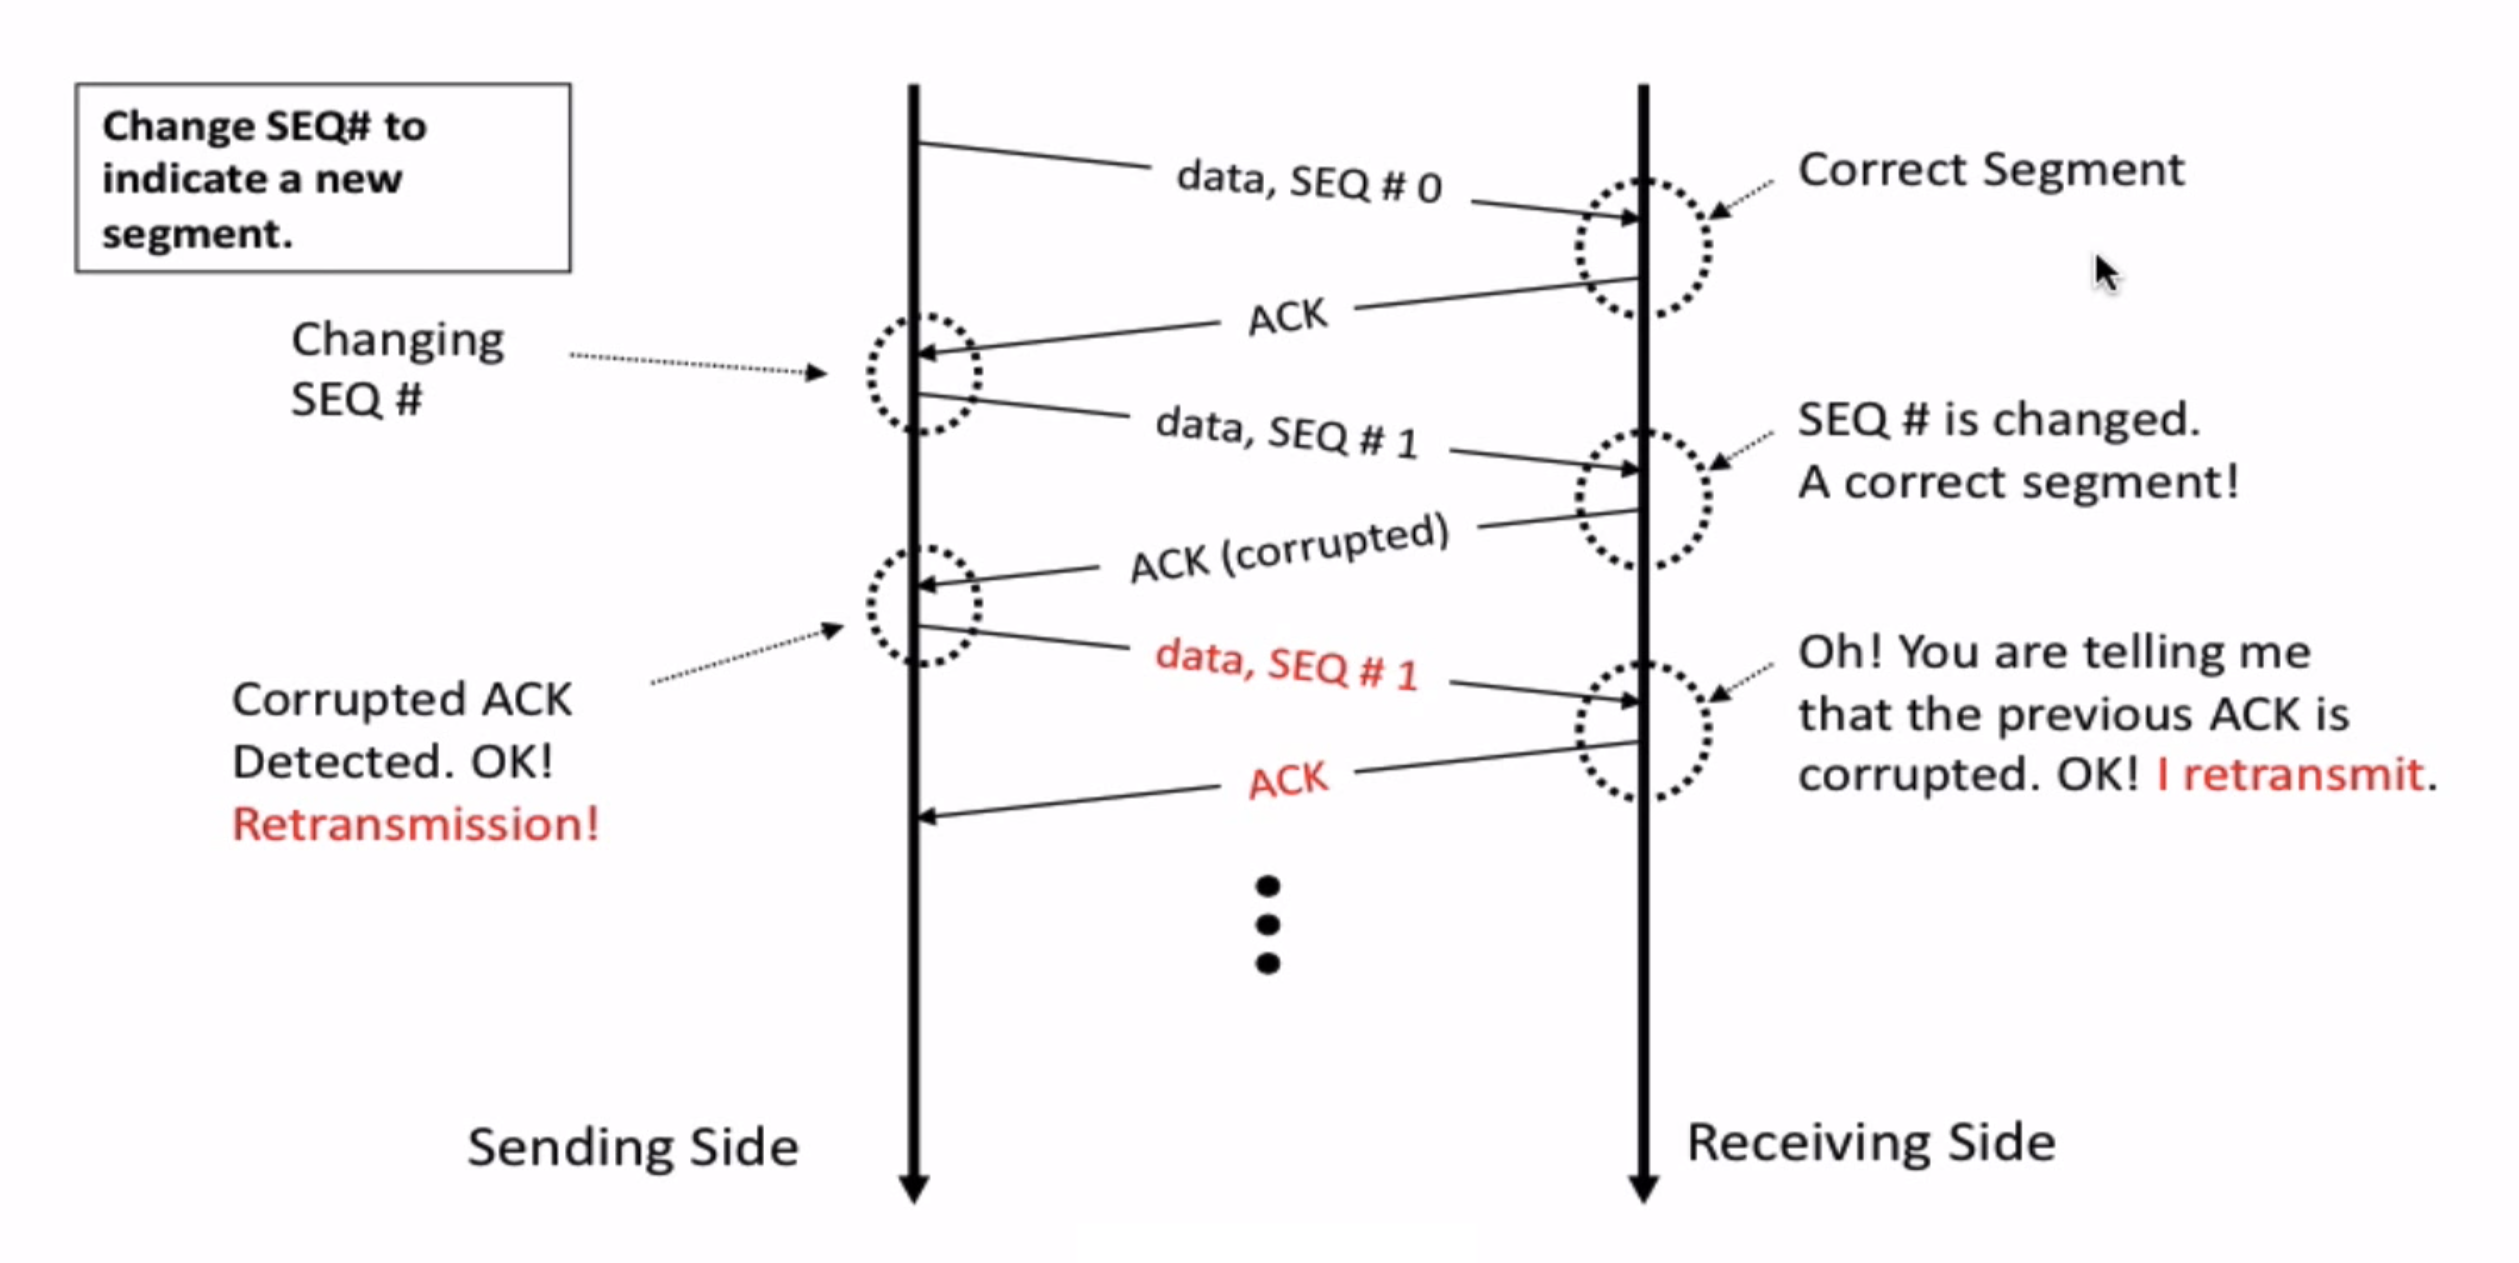 Change SEQ# to
indicate a new
segment.
data, SEQ # 0
Correct Segment
ACK
Changing
SEQ #
data, SEQ # 1
SEQ # is changed.
A correct segment!
ACK (corrupted)
Corrupted ACK
Detected. OK!
Retransmission!
data, SEQ # 1
Oh! You are telling me
that the previous ACK is
corrupted. OK! I retransmit.
ACK
Sending Side
Receiving Side